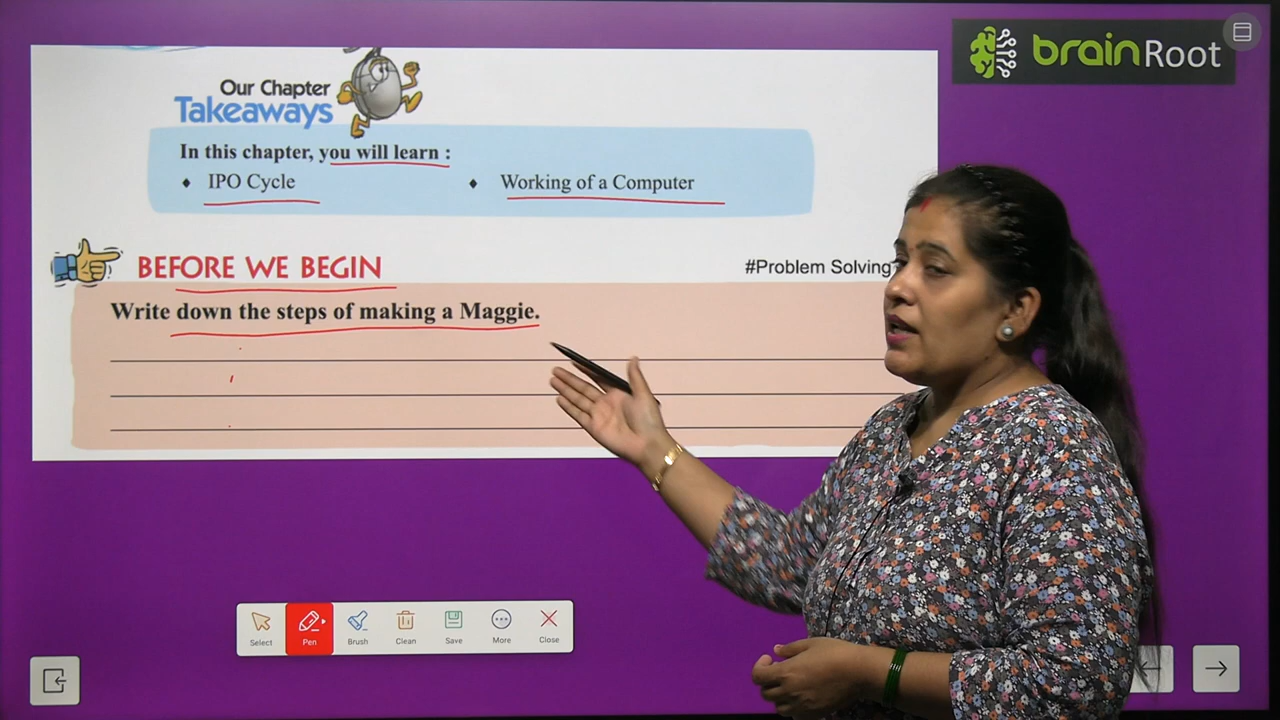 brainRoot
Our Chapter
Takeaways
In this chapter, you will learn :
♦ IPO Cycle
♦ Working of a Computer
BEFORE WE BEGIN
#Problem Solving
Write down the steps of making a Maggie.
Select
Pen
Brush
Clean
Save
More
Close